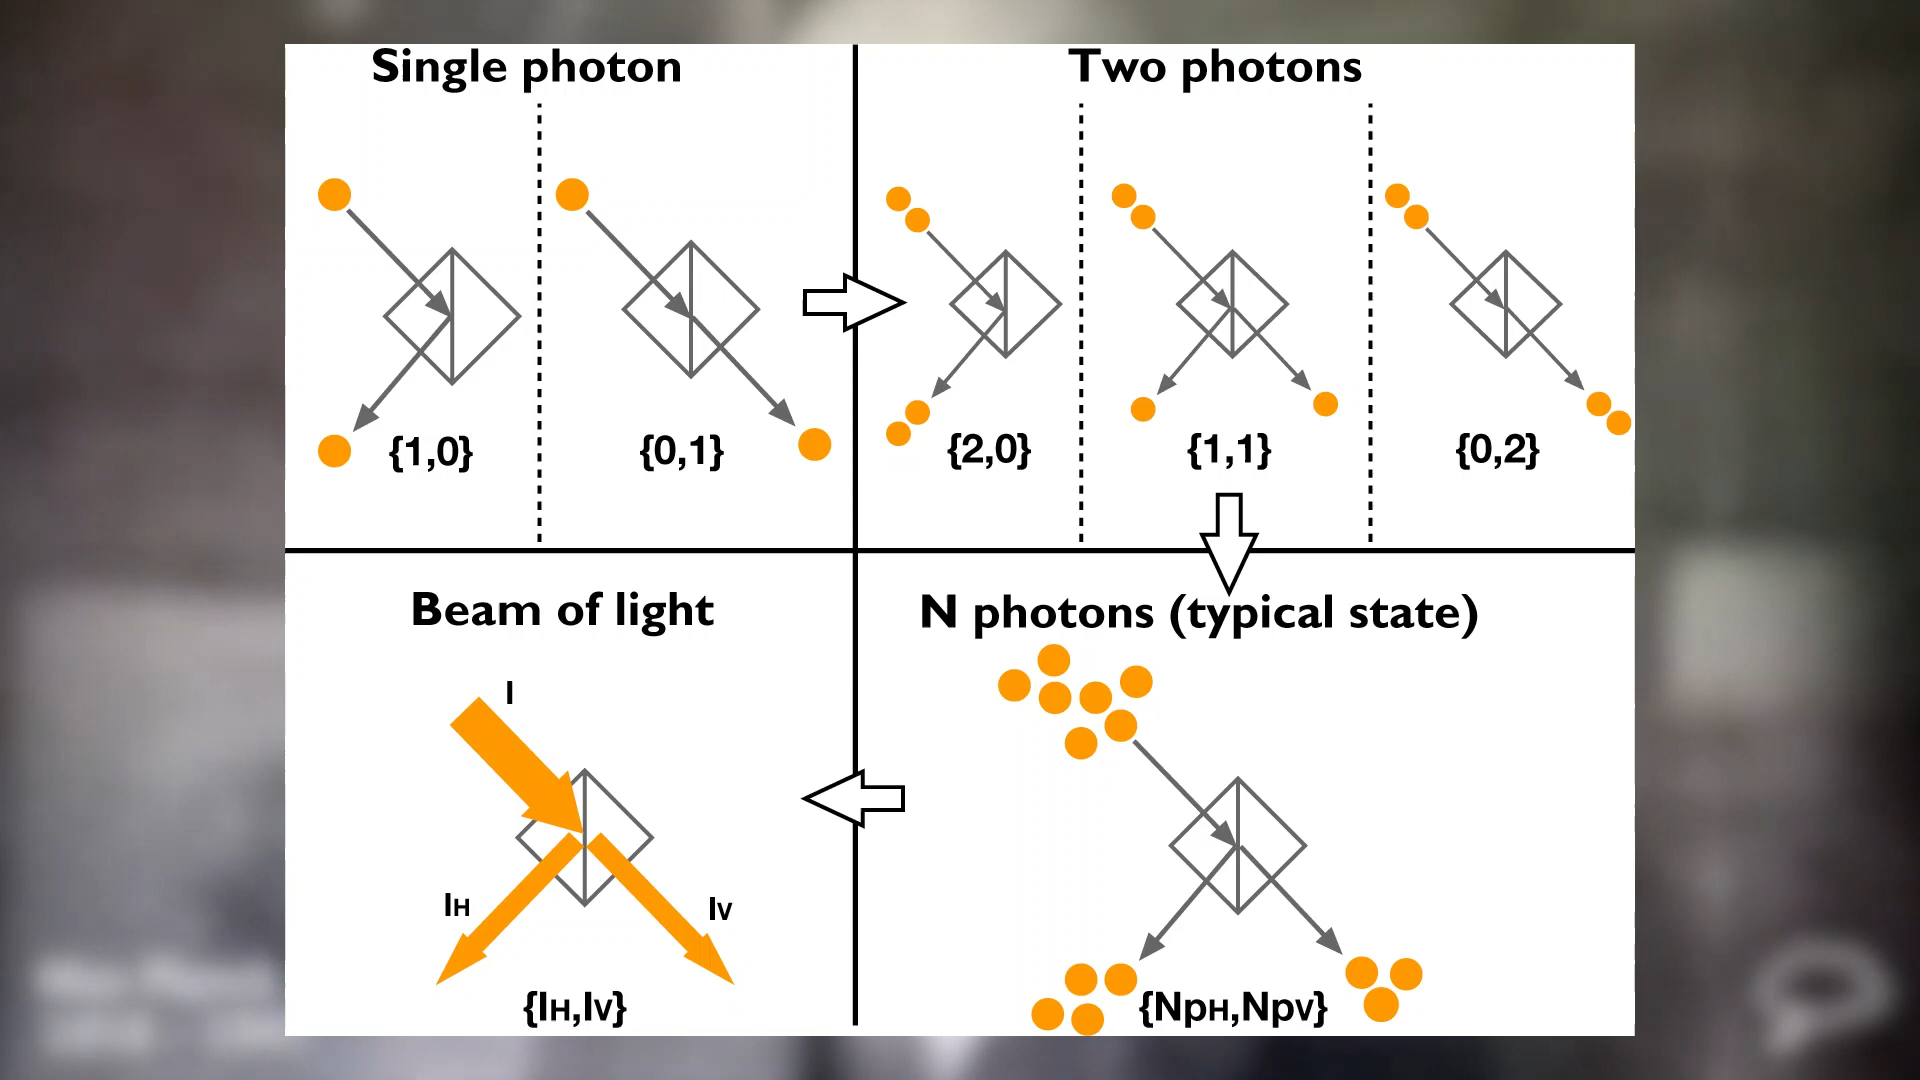 Single photon
Two photons
{1,0}
{0,1}
{2,0}
{1,1}
{0,2}
Beam of light
N photons (typical state)
I
IH
IV
{IH,IV}
{NpH,NpV}